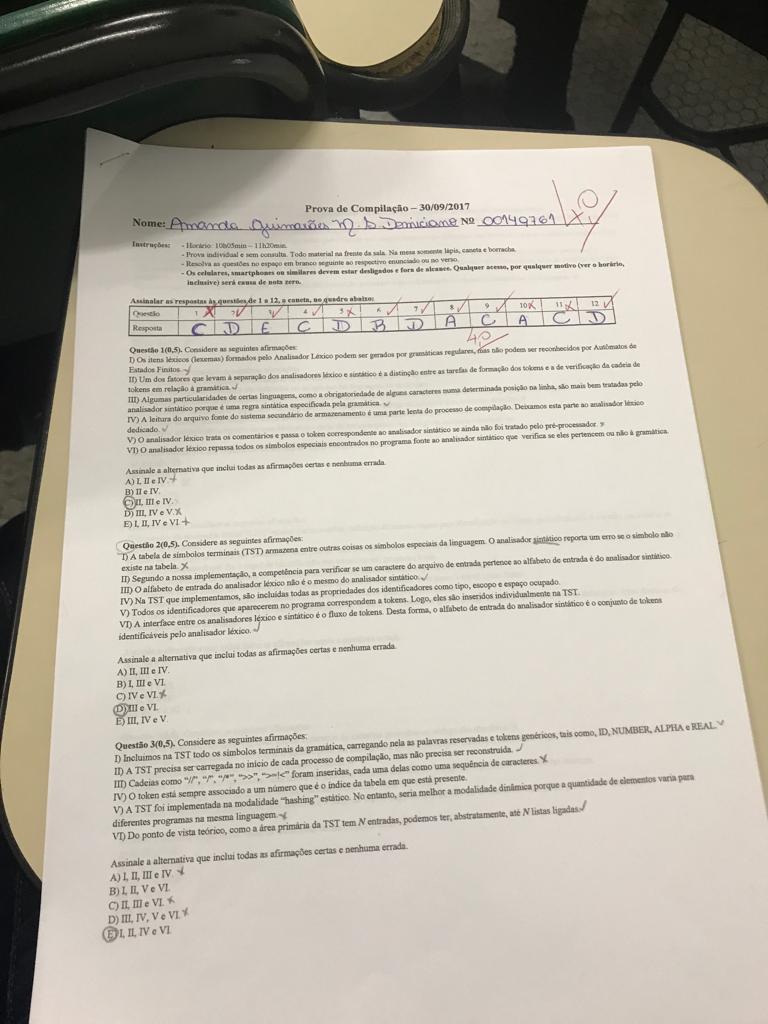 Prova de Compilação – 30/09/2017
Nome: Amanda Guimarães M. S. Demiciano Nº 00149761
Instruções: - Horário: 10h05min – 11h20min.
- Prova individual e sem consulta. Todo material na frente da sala. Na mesa somente lápis, caneta e borracha.
- Resolva as questões no espaço em branco seguinte ao respectivo enunciado ou no verso.
- Os celulares, smartphones ou similares devem estar desligados e fora de alcance. Qualquer acesso, por qualquer motivo (ver o horário,
inclusive) será causa de nota zero.
Assinalar as respostas às questões de 1 a 12, a caneta, no quadro abaixo:
Questão 1 2 3 4 5 6 7 8 9 10 11 12
Resposta C D E C D B D A C A C D
4,0
Questão 1(0,5). Considere as seguintes afirmações:
I) Os itens léxicos (lexemas) formados pelo Analisador Léxico podem ser gerados por gramáticas regulares, mas não podem ser reconhecidos por Autômatos de
Estados Finitos.
II) Um dos fatores que levam à separação dos analisadores léxico e sintático é a distinção entre as tarefas de formação dos tokens e a de verificação da cadeia de
tokens em relação à gramática.
III) Algumas particularidades de certas linguagens, como a obrigatoriedade de alguns caracteres numa determinada posição na linha, são mais bem tratadas pelo
analisador sintático porque é uma regra sintática especificada pela gramática.
IV) A leitura do arquivo fonte do sistema secundário de armazenamento é uma parte lenta do processo de compilação. Deixamos esta parte ao analisador léxico
dedicado.
V) O analisador léxico trata os comentários e passa o token correspondente ao analisador sintático se ainda não foi tratado pelo pré-processador.
VI) O analisador léxico repassa todos os símbolos especiais encontrados no programa fonte ao analisador sintático que verifica se eles pertencem ou não à gramática.
Assinale a alternativa que inclui todas as afirmações certas e nenhuma errada.
A) I, II e IV.
B) II e IV.
C) II, III e IV.
D) III, IV e V.
E) I, II, IV e VI.
Questão 2(0,5). Considere as seguintes afirmações:
I) A tabela de símbolos terminais (TST) armazena entre outras coisas os símbolos especiais da linguagem. O analisador sintático reporta um erro se o símbolo não
existe na tabela.
II) Segundo a nossa implementação, a competência para verificar se um caractere do arquivo de entrada pertence ao alfabeto de entrada é do analisador sintático.
III) O alfabeto de entrada do analisador léxico não é o mesmo do analisador sintático.
IV) Na TST que implementamos, são incluídas todas as propriedades dos identificadores como tipo, escopo e espaço ocupado.
V) Todos os identificadores que aparecerem no programa correspondem a tokens. Logo, eles são inseridos individualmente na TST.
VI) A interface entre os analisadores léxico e sintático é o fluxo de tokens. Desta forma, o alfabeto de entrada do analisador sintático é o conjunto de tokens
identificáveis pelo analisador léxico.
Assinale a alternativa que inclui todas as afirmações certas e nenhuma errada.
A) II, III e IV.
B) I, III e VI.
C) IV e VI.
D) III e VI.
E) III, IV e V.
Questão 3(0,5). Considere as seguintes afirmações:
I) Incluimos na TST todo os símbolos terminais da gramática, carregando nela as palavras reservadas e tokens genéricos, tais como, ID, NUMBER, ALPHA e REAL.
II) A TST precisa ser carregada no início de cada processo de compilação, mas não precisa ser reconstruída.
III) Cadeias como "//", "/", "/*", ">>", ">=!<" foram inseridas, cada uma delas como uma sequência de caracteres.
IV) O token está sempre associado a um número que é o índice da tabela em que está presente.
V) A TST foi implementada na modalidade "hashing" estático. No entanto, seria melhor a modalidade dinâmica porque a quantidade de elementos varia para
diferentes programas na mesma linguagem.
VI) Do ponto de vista teórico, como a área primária da TST tem N entradas, podemos ter, abstratamente, até N listas ligadas.
Assinale a alternativa que inclui todas as afirmações certas e nenhuma errada.
A) I, II, III e IV.
B) I, II, V e VI.
C) II, III e VI.
D) III, IV, V e VI.
E) I, II, IV e VI.